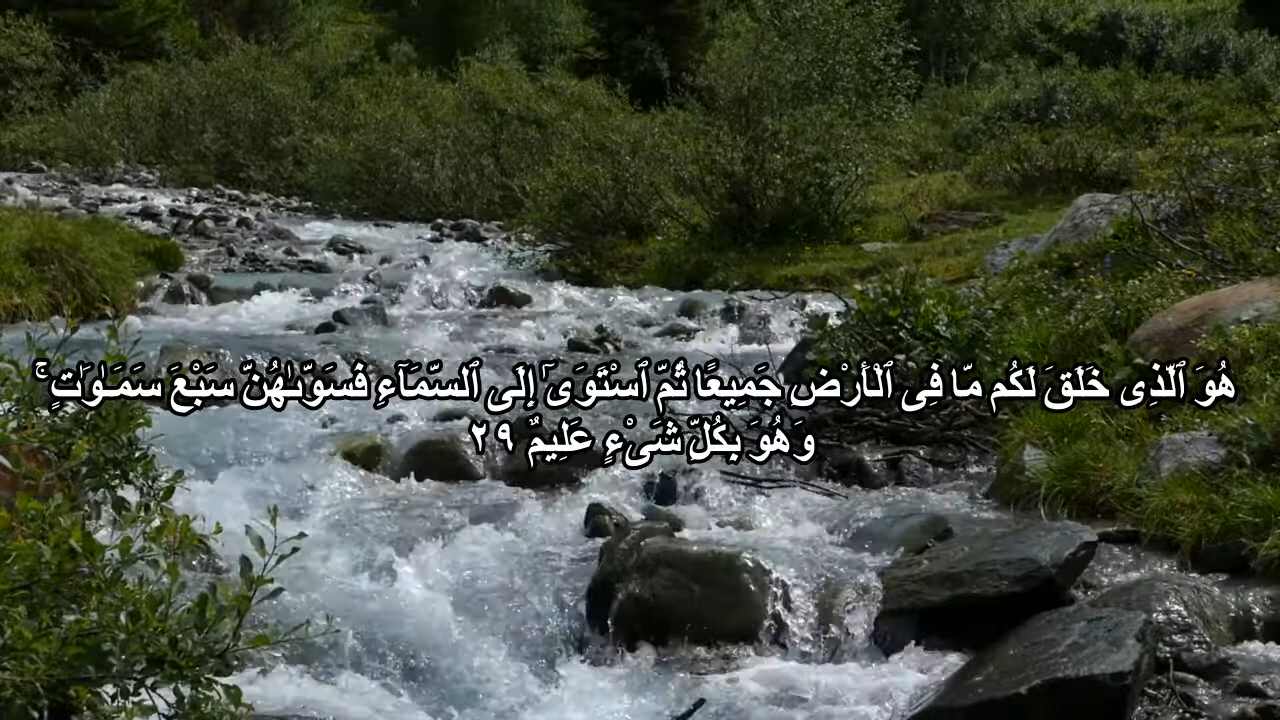 هُوَ ٱلَّذِى خَلَقَ لَكُم مَّا فِى ٱلْأَرْضِ جَمِيعًا ثُمَّ ٱسْتَوَىٰٓ إِلَى ٱلسَّمَآءِ فَسَوَّىٰهُنَّ سَبْعَ سَمَـٰوَٰتٍ ۚ
وَهُوَ بِكُلِّ شَىْءٍ عَلِيمٌ ٢٩